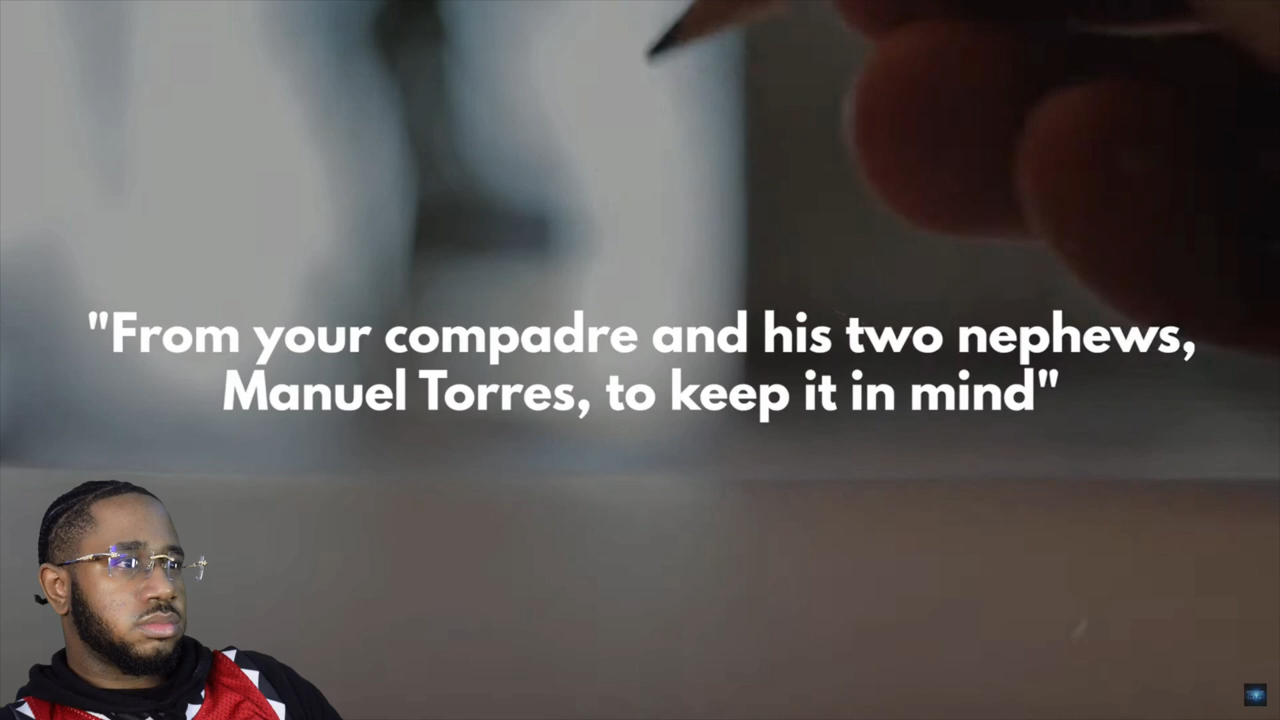 "From your compadre and his two nephews,
Manuel Torres, to keep it in mind"